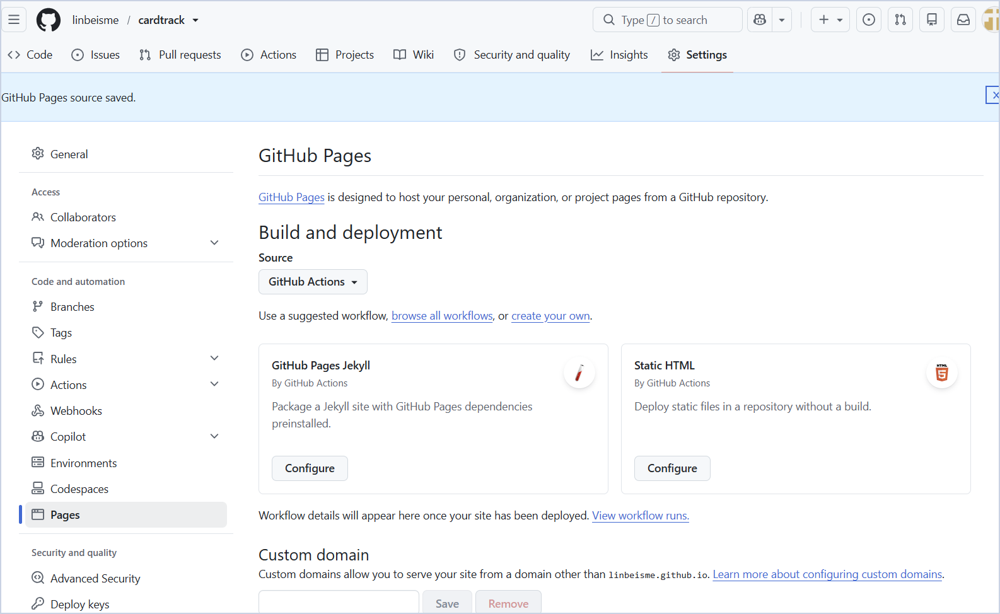 linbeisme / cardtrack
Type / to search
Code
Issues
Pull requests
Actions
Projects
Wiki
Security and quality
Insights
Settings
GitHub Pages source saved.
General
Access
Collaborators
Moderation options
Code and automation
Branches
Tags
Rules
Actions
Webhooks
Copilot
Environments
Codespaces
Pages
Security and quality
Advanced Security
Deploy keys
GitHub Pages
GitHub Pages is designed to host your personal, organization, or project pages from a GitHub repository.
Build and deployment
Source
GitHub Actions
Use a suggested workflow, browse all workflows, or create your own.
GitHub Pages Jekyll
By GitHub Actions
Package a Jekyll site with GitHub Pages dependencies
preinstalled.
Configure
Static HTML
By GitHub Actions
Deploy static files in a repository without a build.
HTML
5
Configure
Workflow details will appear here once your site has been deployed. View workflow runs.
Custom domain
Custom domains allow you to serve your site from a domain other than linbeisme.github.io. Learn more about configuring custom domains.
Save
Remove